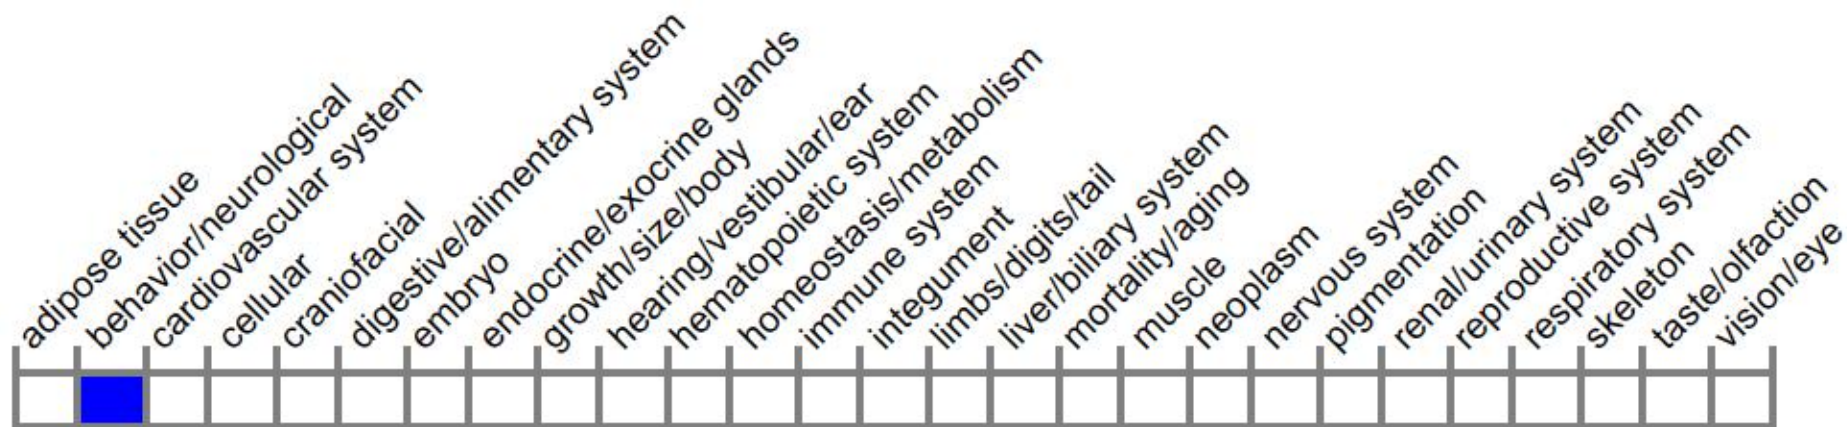 adipose tissue
behavior/neurological
cardiovascular system
cellular
craniofacial
digestive/alimentary system
embryo
endocrine/exocrine glands
growth/size/body
hearing/vestibular/ear
hematopoietic system
homeostasis/metabolism
immune system
integument
limbs/digits/tail
liver/biliary system
mortality/aging
muscle
neoplasm
nervous system
pigmentation
renal/urinary system
reproductive system
respiratory system
skeleton
taste/olfaction
vision/eye